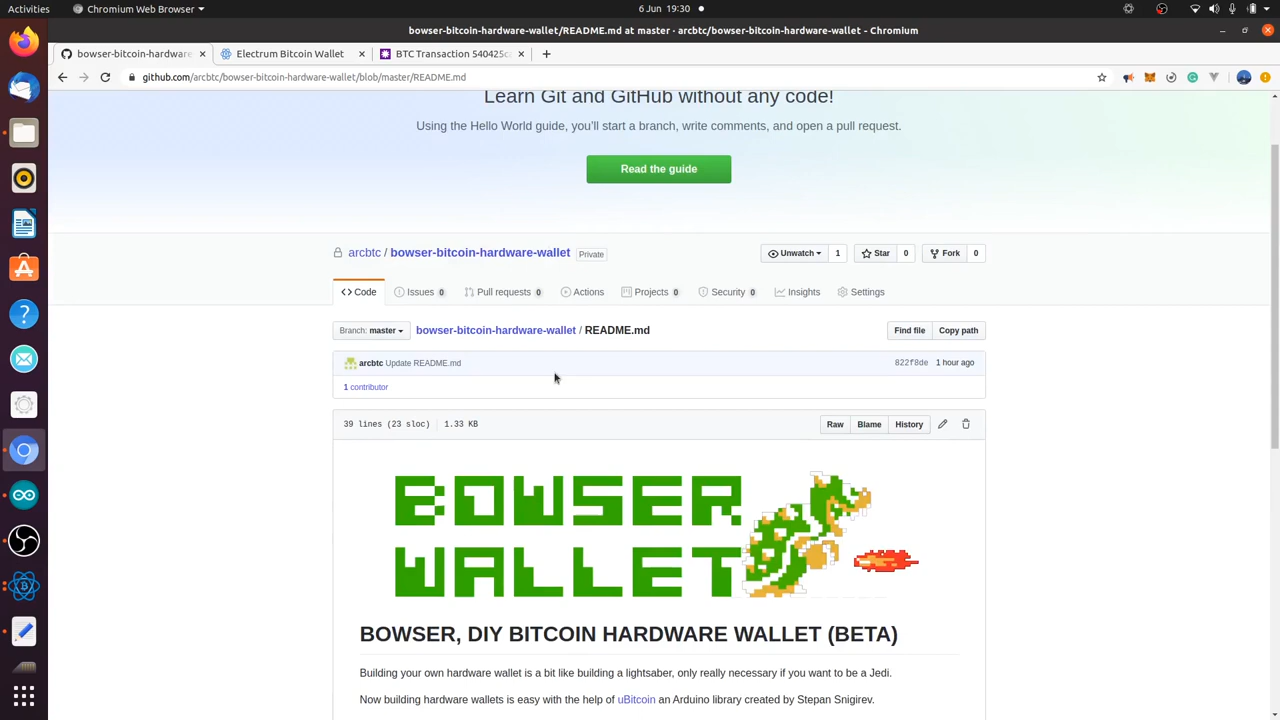 Activities
Chromium Web Browser
6 Jun 19:30
bowser-bitcoin-hardware-wallet/README.md at master · arcbtc/bowser-bitcoin-hardware-wallet - Chromium
bowser-bitcoin-hardware
Electrum Bitcoin Wallet
BTC Transaction 540425c
github.com/arcbtc/bowser-bitcoin-hardware-wallet/blob/master/README.md
Learn Git and GitHub without any code!
Using the Hello World guide, you'll start a branch, write comments, and open a pull request.
Read the guide
arcbtc / bowser-bitcoin-hardware-wallet Private
Unwatch 1
Star 0
Fork 0
Code
Issues 0
Pull requests 0
Actions
Projects 0
Security 0
Insights
Settings
Branch: master
bowser-bitcoin-hardware-wallet / README.md
Find file
Copy path
arcbtc Update README.md
822f8de 1 hour ago
1 contributor
39 lines (23 sloc) 1.33 KB
Raw
Blame
History
BOWSER
WALLET
BOWSER, DIY BITCOIN HARDWARE WALLET (BETA)
Building your own hardware wallet is a bit like building a lightsaber, only really necessary if you want to be a Jedi.
Now building hardware wallets is easy with the help of uBitcoin an Arduino library created by Stepan Snigirev.